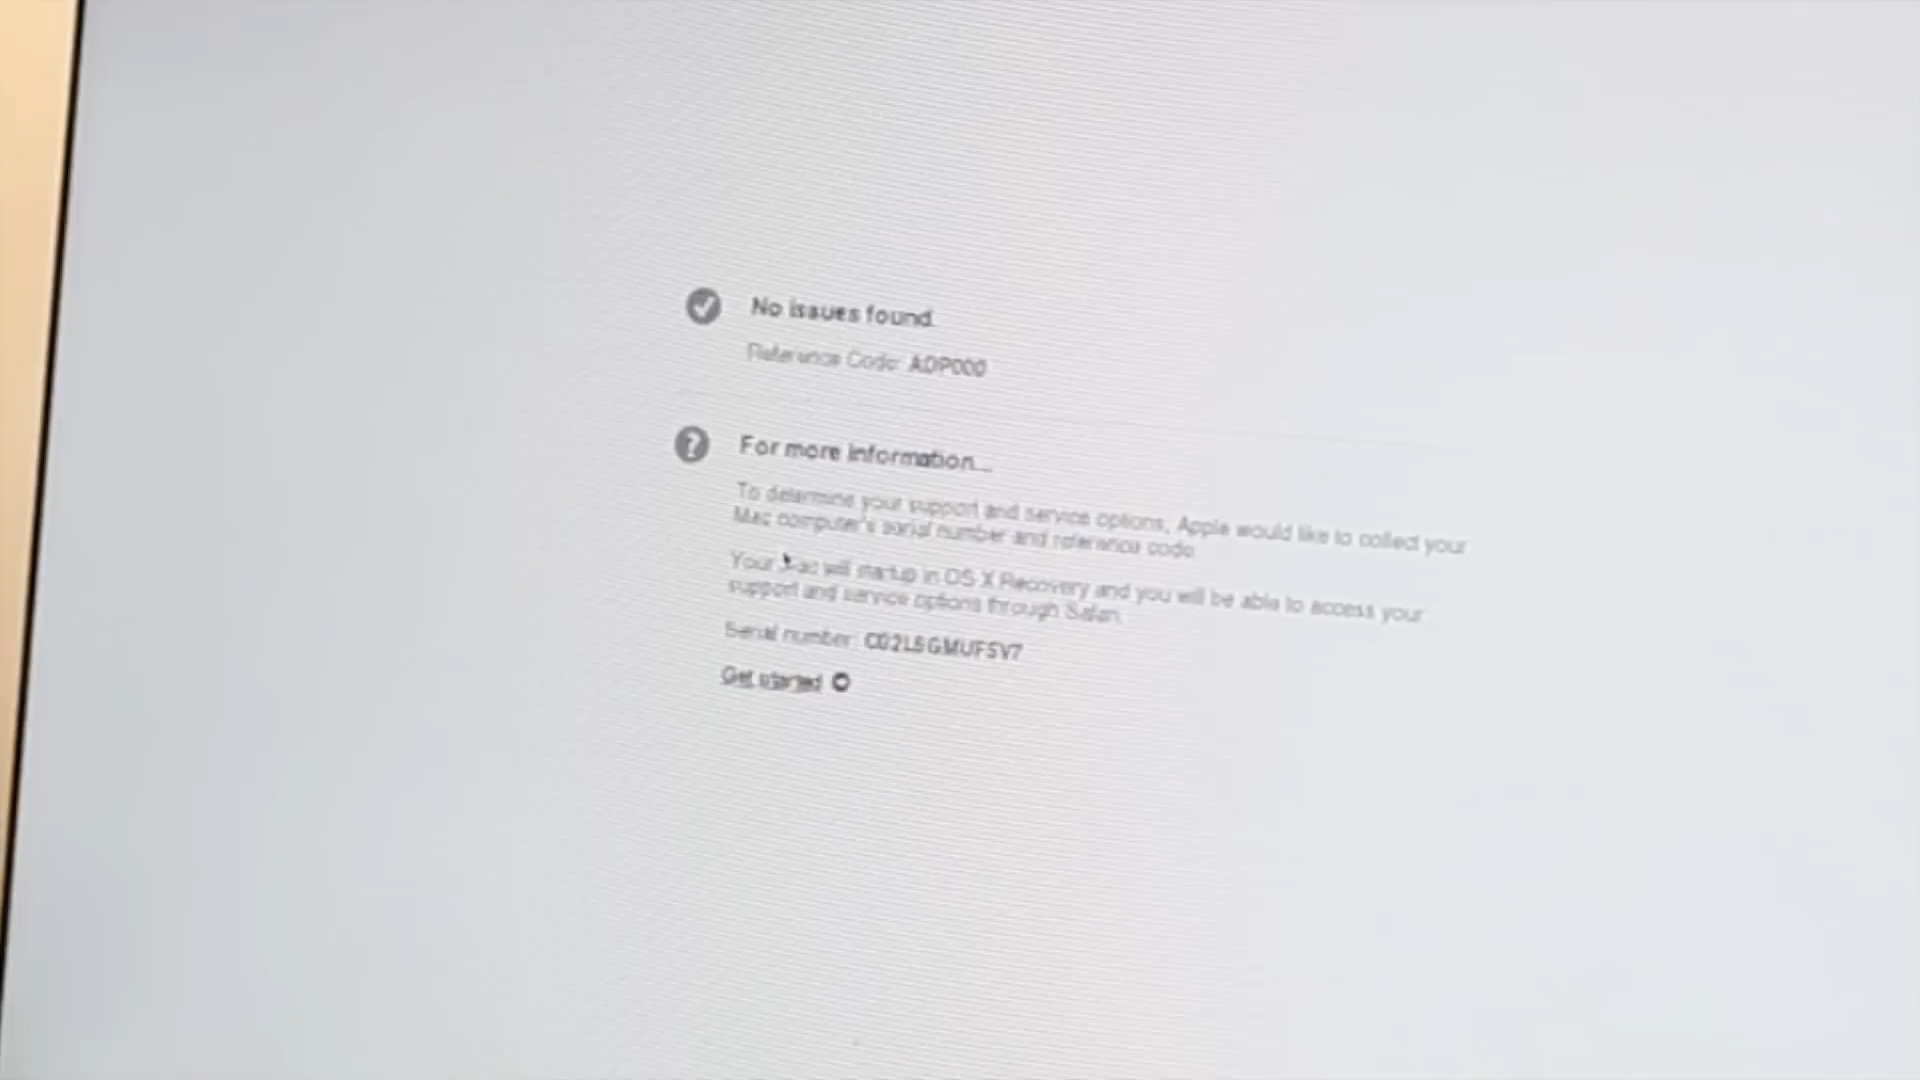 No issues found.
Reference Code: ADP000
For more information...
To determine your support and service options, Apple would like to collect your
Mac computer's serial number and reference code.
Your Mac will startup in OS X Recovery and you will be able to access your
support and service options through Safari.
Serial number:
Get started